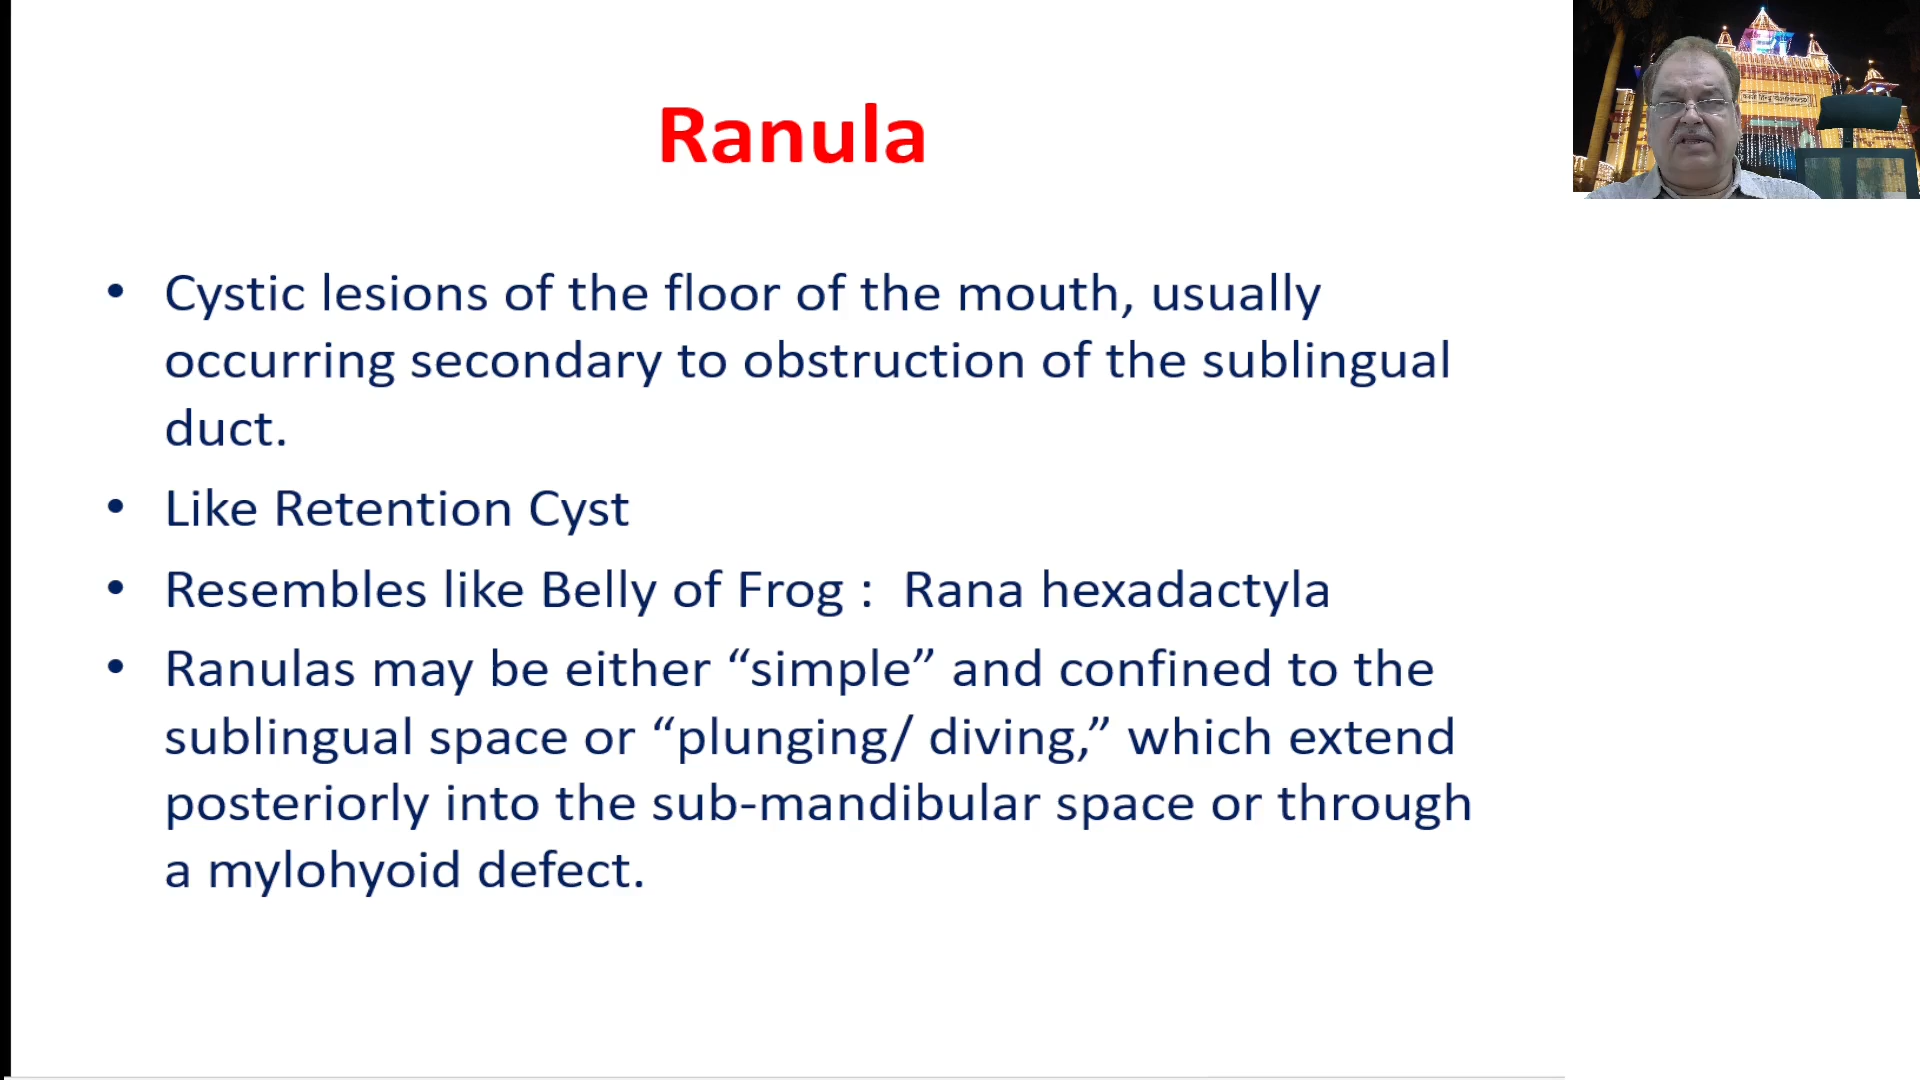 Ranula
• Cystic lesions of the floor of the mouth, usually
occurring secondary to obstruction of the sublingual
duct.
• Like Retention Cyst
• Resembles like Belly of Frog :  Rana hexadactyla
• Ranulas may be either “simple” and confined to the
sublingual space or “plunging/ diving,” which extend
posteriorly into the sub-mandibular space or through
a mylohyoid defect.